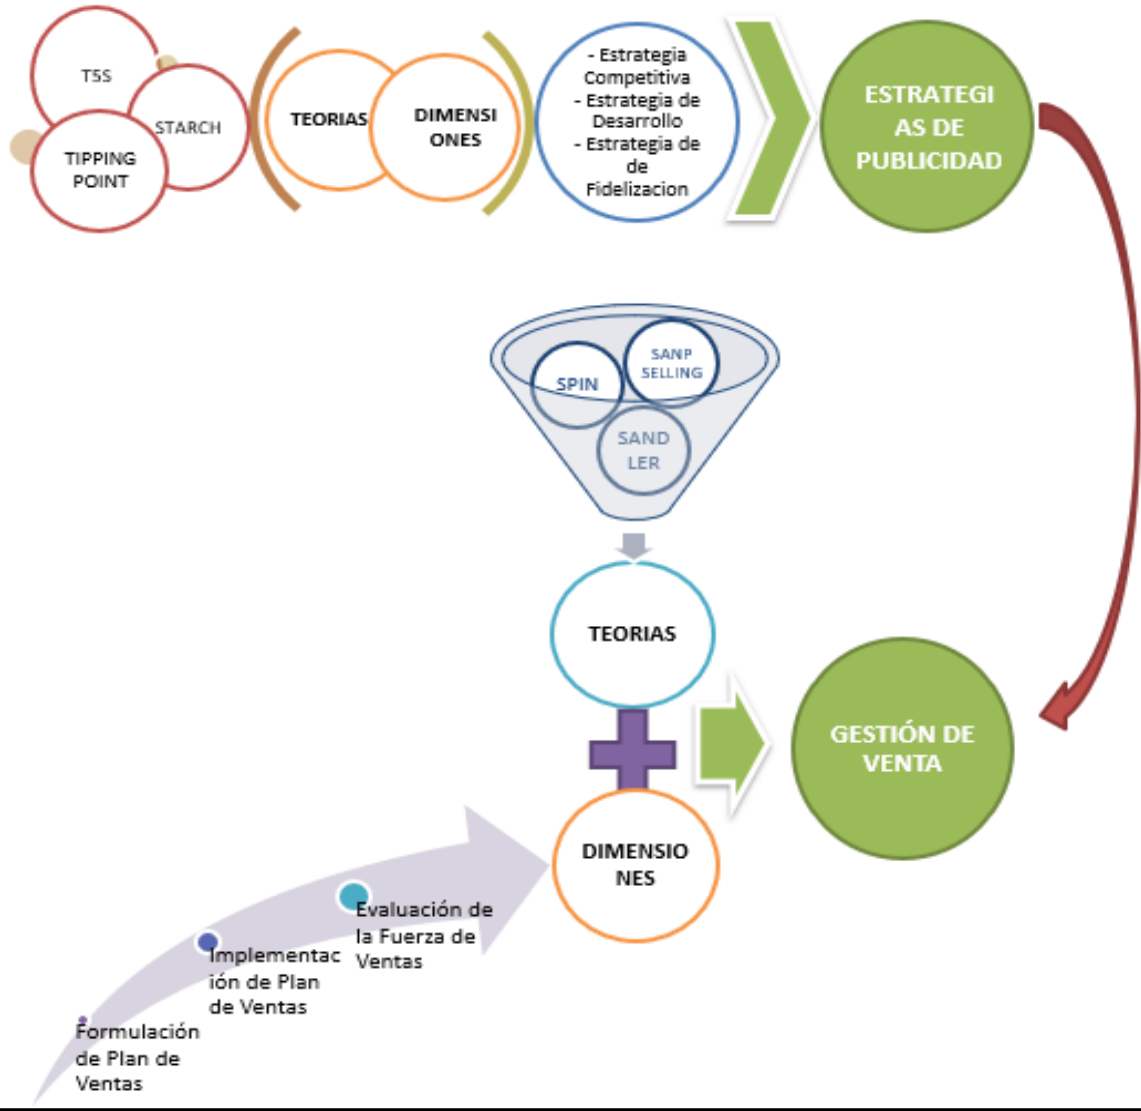 T5S
STARCH
TIPPING
POINT
TEORIAS
DIMENSI
ONES
- Estrategia
Competitiva
- Estrategia de
Desarrollo
- Estrategia de
de
Fidelizacion
ESTRATEGI
AS DE
PUBLICIDAD
SPIN
SANP
SELLING
SAND
LER
TEORIAS
GESTIÓN DE
VENTA
DIMENSIO
NES
Evaluación de
la Fuerza de
Ventas
Implementac
ión de Plan
de Ventas
Formulación
de Plan de
Ventas